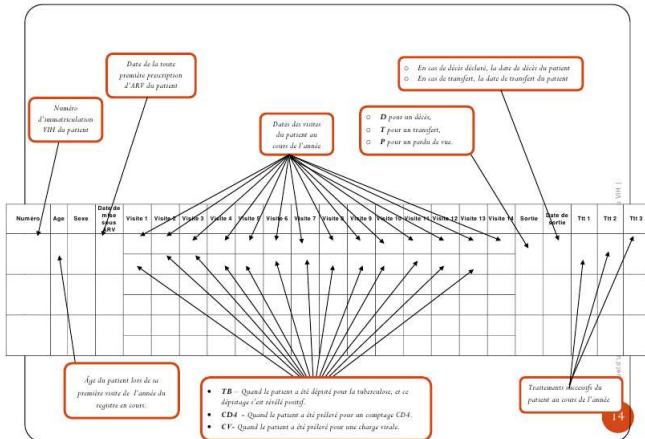 Date de la toute
première prescription
d'ARV du patient
o En cas de décès déclaré, la date de décès du patient
o En cas de transfert, la date de transfert du patient
Numéro
d'immatriculation
VIH du patient
Dates des visites
du patient au
cours de l'année
o D pour un décès,
o T pour un transfert,
o P pour un perdu de vue.
Numéro Age Sexe Date de mise sous ARV Visite 1 Visite 2 Visite 3 Visite 4 Visite 5 Visite 6 Visite 7 Visite 8 Visite 9 Visite 10 Visite 11 Visite 12 Visite 13 Visite 14 Sortie Date de sortie Ttt 1 Ttt 2 Ttt 3
Âge du patient lors de sa
première visite de l'année du
registre en cours.
• TB – Quand le patient a été dépisté pour la tuberculose, et ce
dépistage s'est révélé positif.
• CD4 - Quand le patient a été prélevé pour un comptage CD4.
• CV- Quand le patient a été prélevé pour une charge virale.
Traitements successifs du
patient au cours de l'année
14